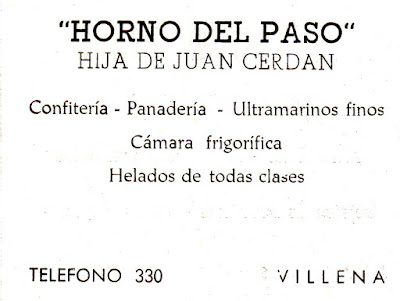 "HORNO DEL PASO"
HIJA DE JUAN CERDAN
Confitería - Panadería - Ultramarinos finos
Cámara frigorífica
Helados de todas clases
TELEFONO 330 VILLENA